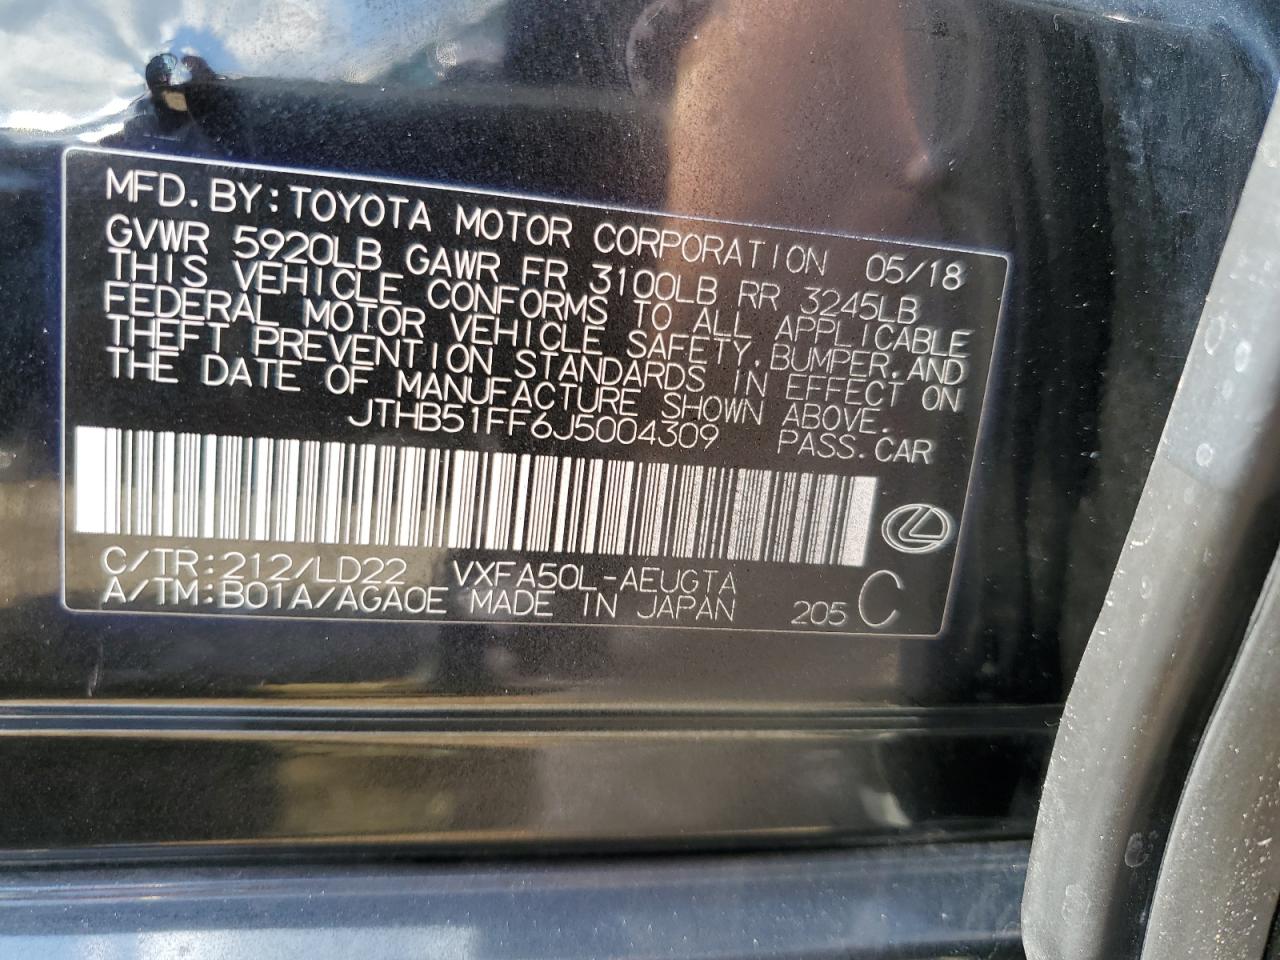 MFD. BY: TOYOTA MOTOR CORPORATION 05/18
GVWR 5920LB GAWR FR 3100LB RR 3245LB
THIS VEHICLE CONFORMS TO ALL APPLICABLE
FEDERAL MOTOR VEHICLE SAFETY, BUMPER, AND
THEFT PREVENTION STANDARDS IN EFFECT ON
THE DATE OF MANUFACTURE SHOWN ABOVE.
JTHB51FF6J5004309 PASS. CAR
C/TR: 212/LD22 VXFA50L-AEUGTA
A/TM: B01A/AGA0E MADE IN JAPAN 205 C